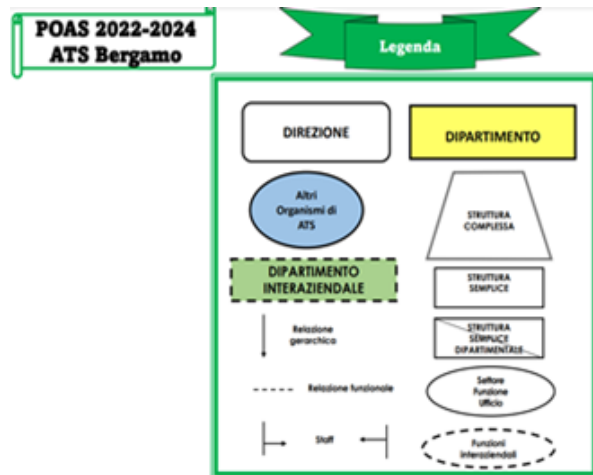 POAS 2022-2024
ATS Bergamo
Legenda
DIREZIONE
DIPARTIMENTO
Altri
Organismi di
ATS
STRUTTURA
COMPLESSA
DIPARTIMENTO
INTERAZIENDALE
STRUTTURA
SEMPLICE
Relazione
gerarchico
STRUTTURA
SEMPLICE
DIPARTIMENTALE
Relazione funzionale
Settore
Funzione
Ufficio
Staff
Funzioni
interaziendali